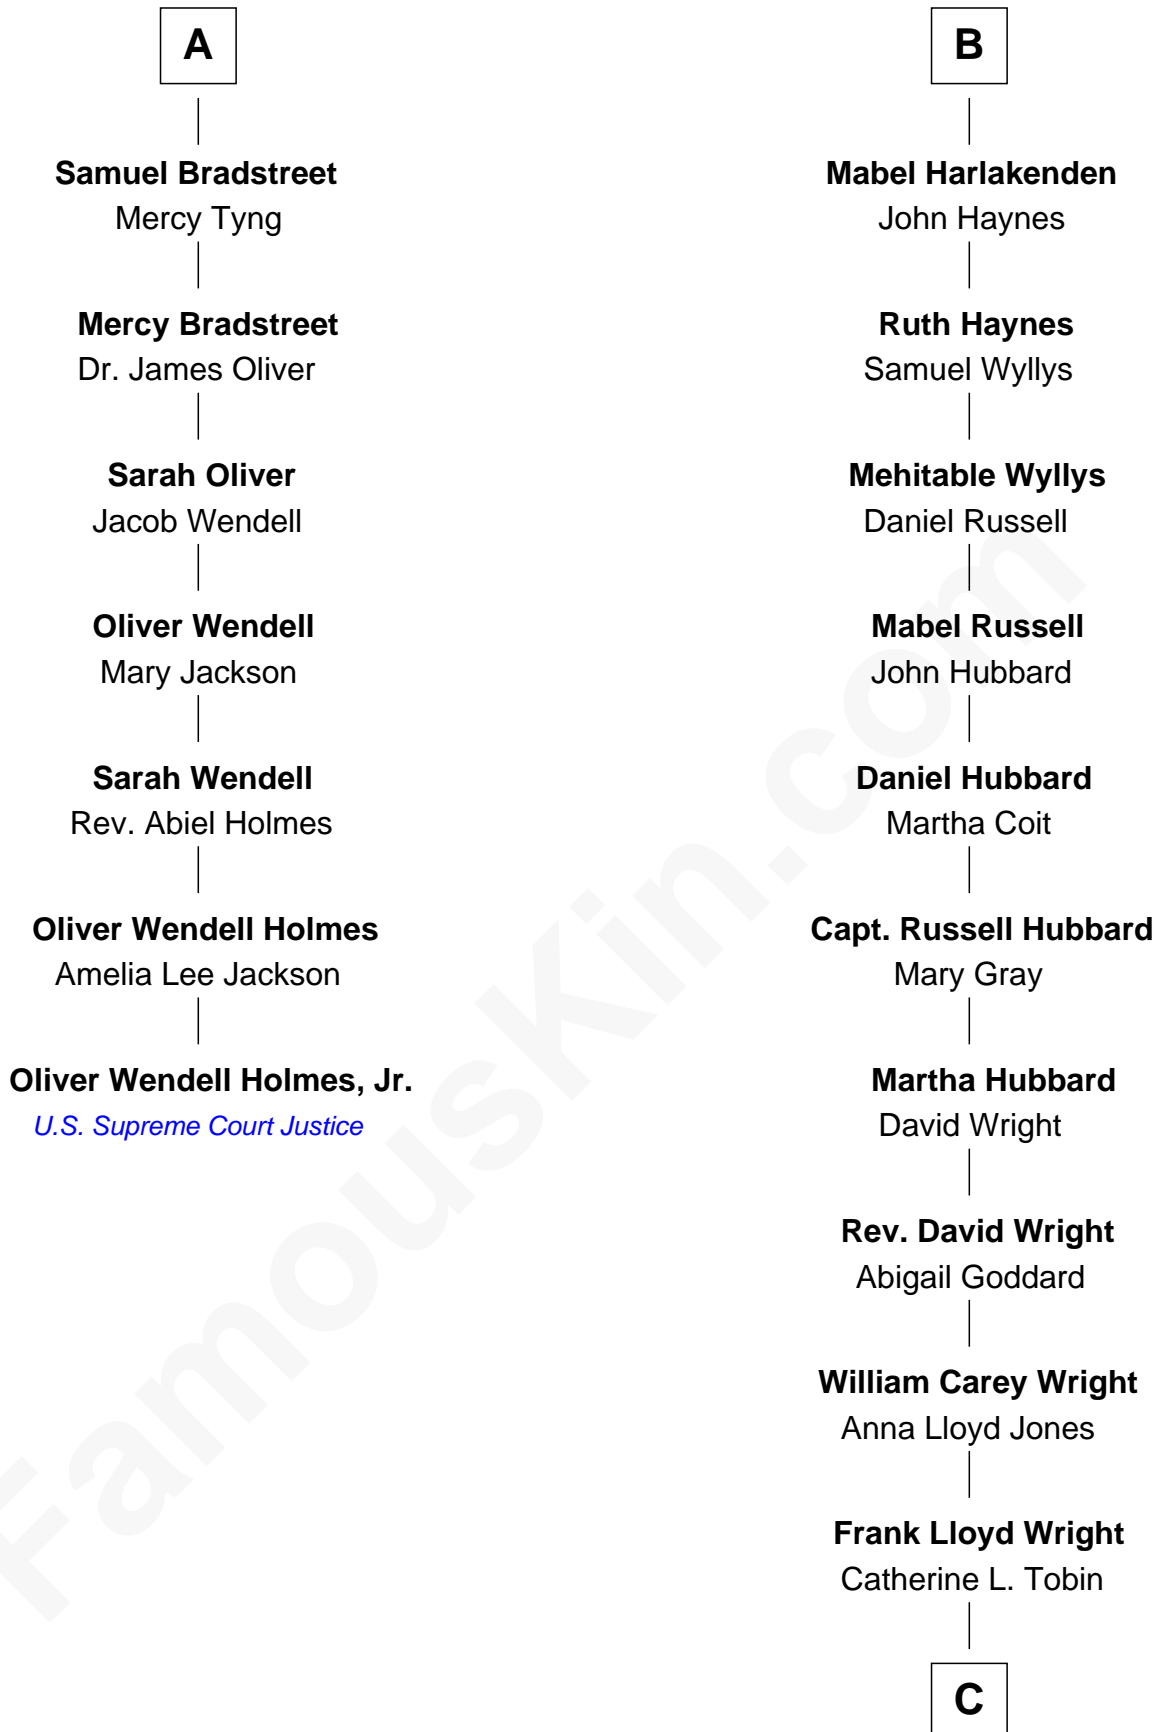 A
Samuel Bradstreet
Mercy Tyng
Mercy Bradstreet
Dr. James Oliver
Sarah Oliver
Jacob Wendell
Oliver Wendell
Mary Jackson
Sarah Wendell
Rev. Abiel Holmes
Oliver Wendell Holmes
Amelia Lee Jackson
Oliver Wendell Holmes, Jr.
U.S. Supreme Court Justice
B
Mabel Harlakenden
John Haynes
Ruth Haynes
Samuel Wyllys
Mehitable Wyllys
Daniel Russell
Mabel Russell
John Hubbard
Daniel Hubbard
Martha Coit
Capt. Russell Hubbard
Mary Gray
Martha Hubbard
David Wright
Rev. David Wright
Abigail Goddard
William Carey Wright
Anna Lloyd Jones
Frank Lloyd Wright
Catherine L. Tobin
C
FamousKin.com